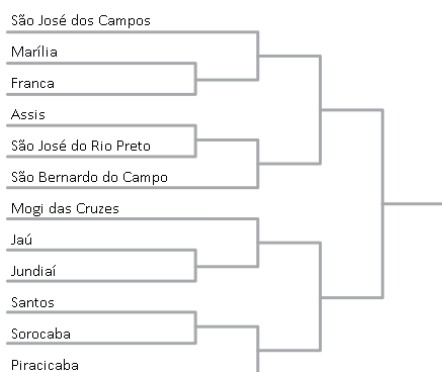 São José dos Campos
Marília
Franca
Assis
São José do Rio Preto
São Bernardo do Campo
Mogi das Cruzes
Jaú
Jundiaí
Santos
Sorocaba
Piracicaba